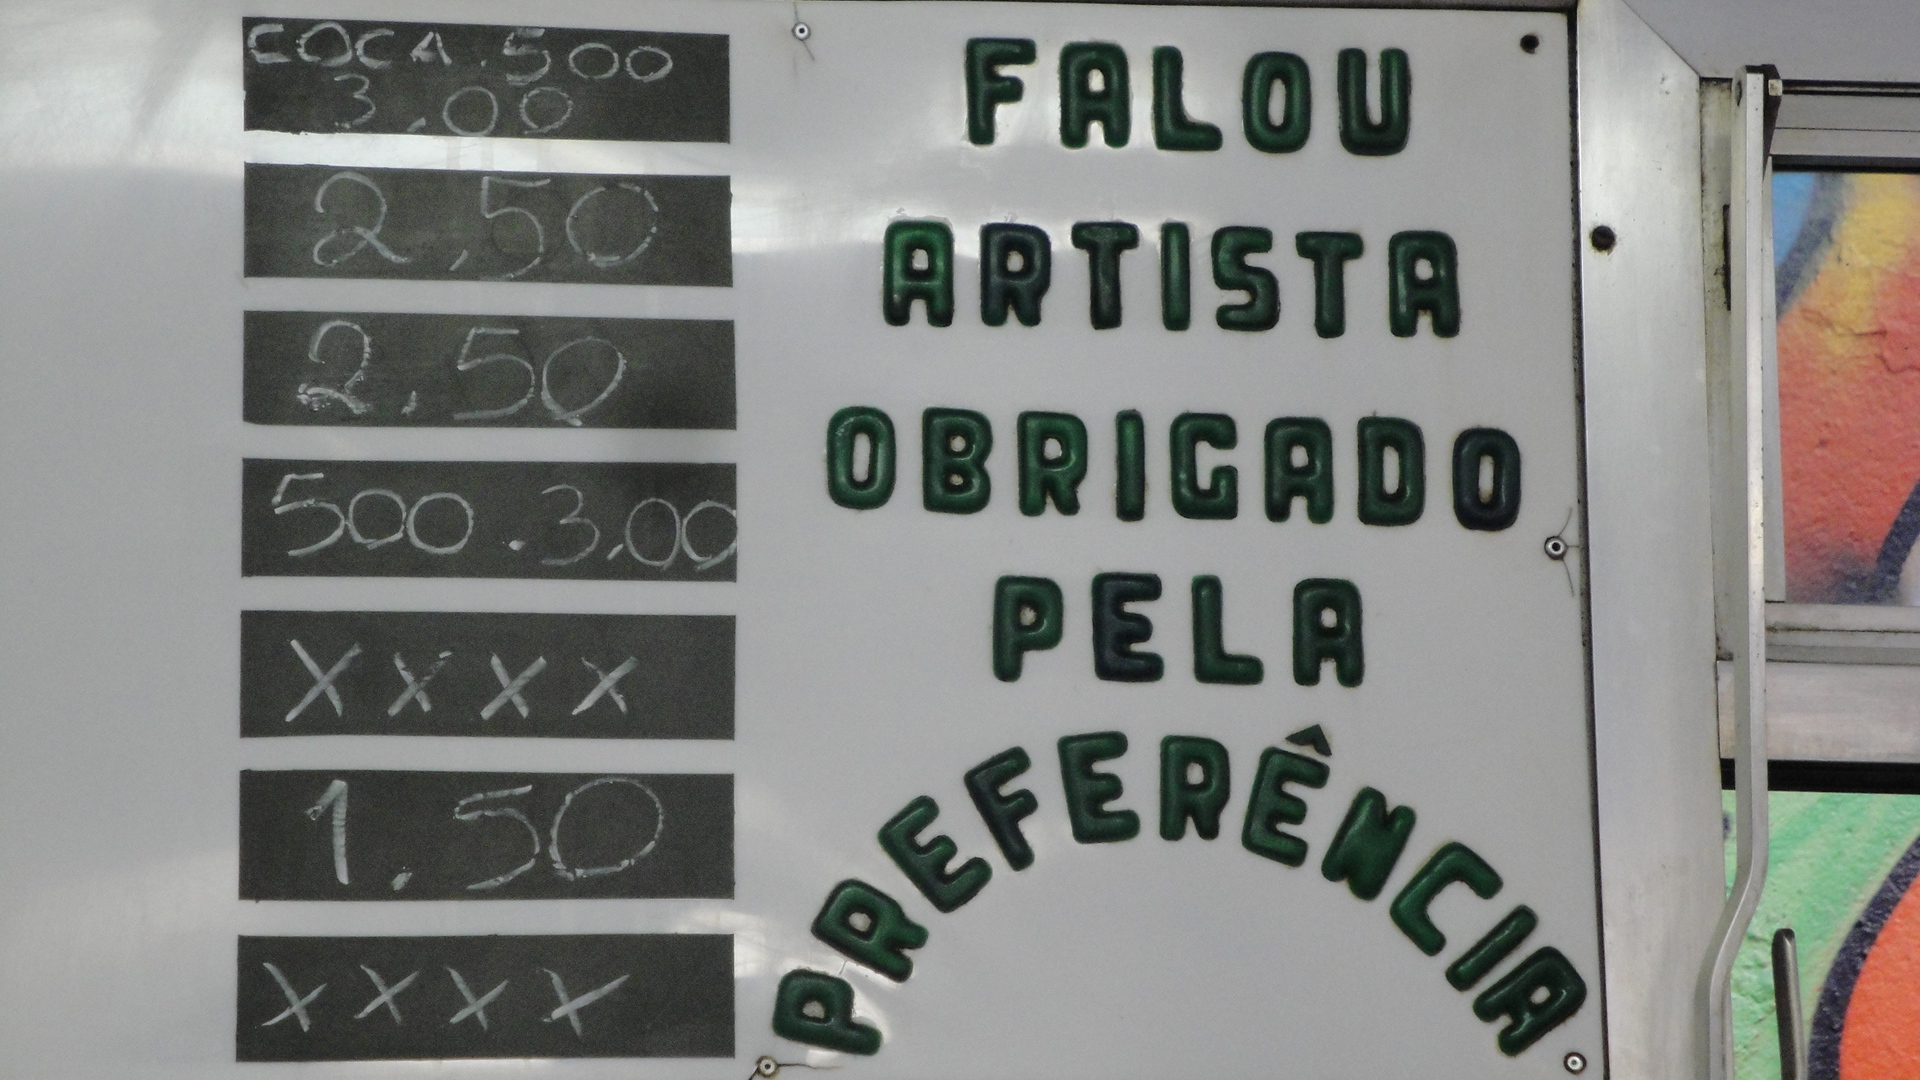 COCA.500
3,00
2,50
2,50
500.3,00
XXXX
1,50
XXXX
FALOU
ARTISTA
OBRIGADO
PELA
PREFERÊNCIA